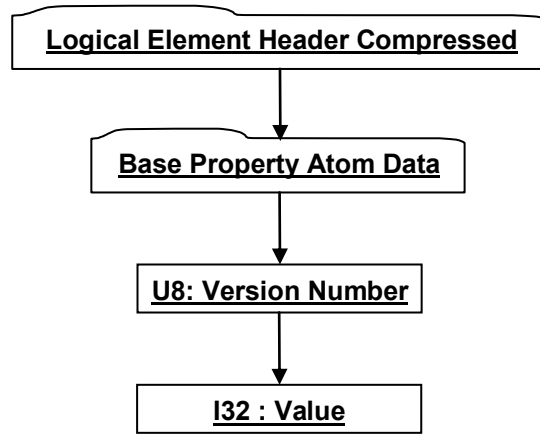 Logical Element Header Compressed
Base Property Atom Data
U8: Version Number
I32 : Value